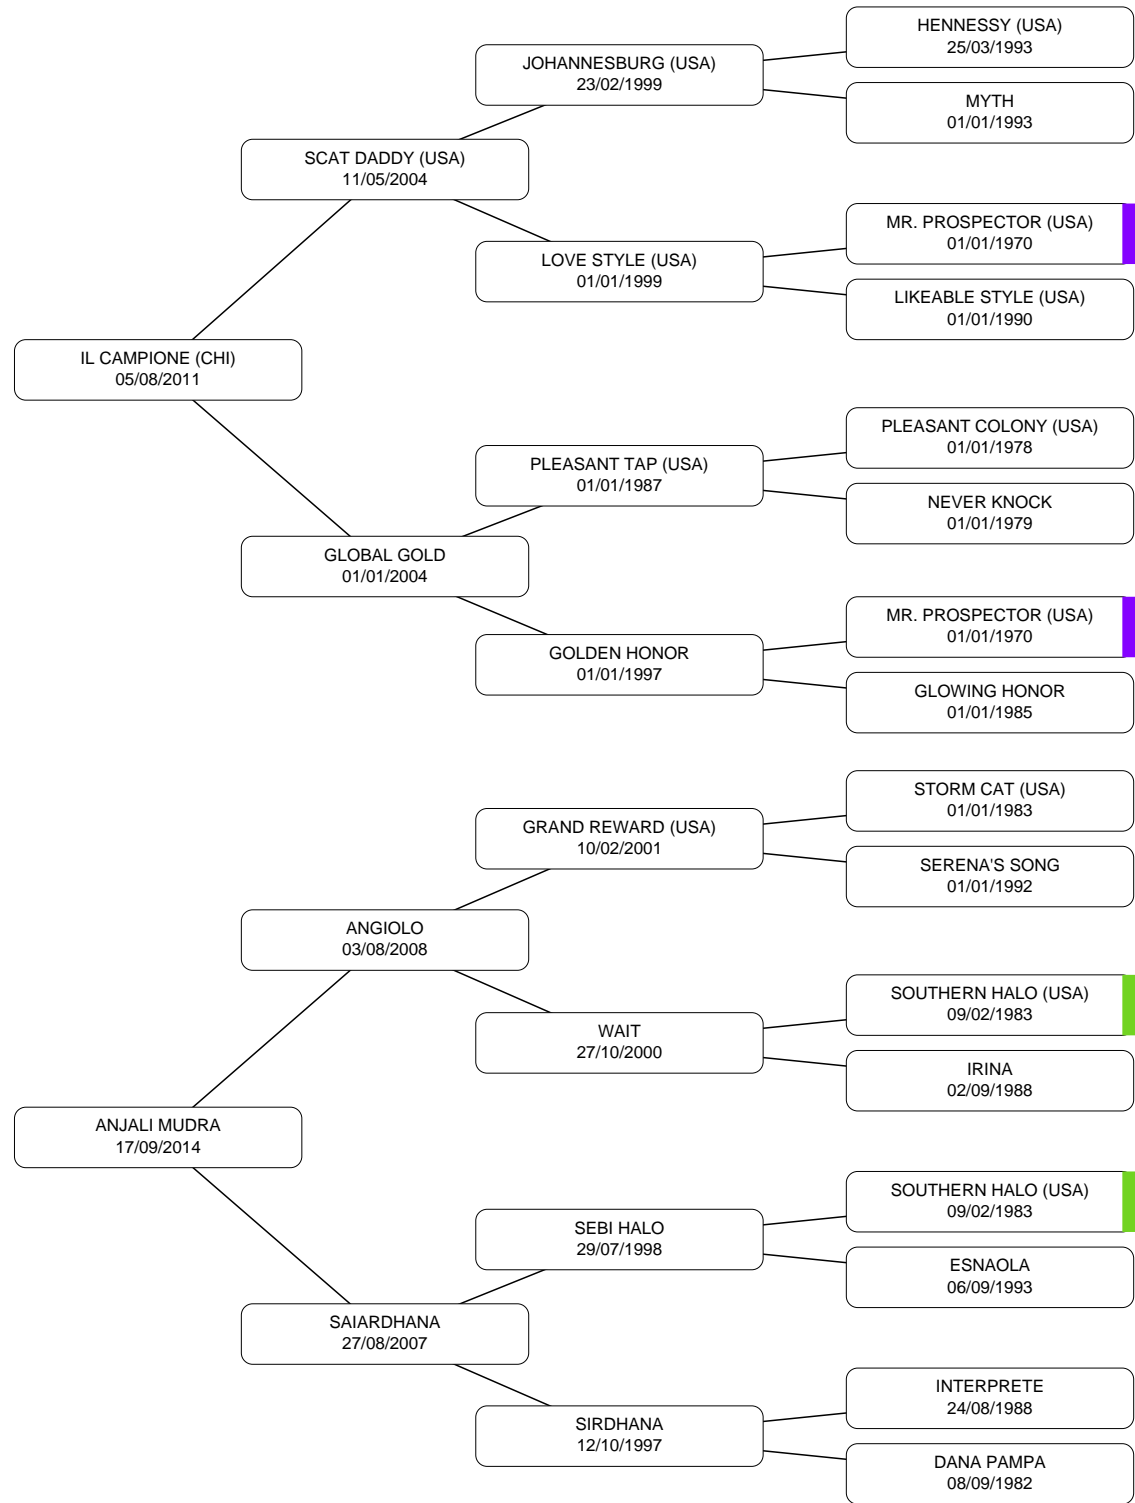 HENNESSY (USA)
25/03/1993
JOHANNESBURG (USA)
23/02/1999
MYTH
01/01/1993
SCAT DADDY (USA)
11/05/2004
MR. PROSPECTOR (USA)
01/01/1970
LOVE STYLE (USA)
01/01/1999
LIKEABLE STYLE (USA)
01/01/1990
IL CAMPIONE (CHI)
05/08/2011
PLEASANT COLONY (USA)
01/01/1978
PLEASANT TAP (USA)
01/01/1987
NEVER KNOCK
01/01/1979
GLOBAL GOLD
01/01/2004
MR. PROSPECTOR (USA)
01/01/1970
GOLDEN HONOR
01/01/1997
GLOWING HONOR
01/01/1985
STORM CAT (USA)
01/01/1983
GRAND REWARD (USA)
10/02/2001
SERENA'S SONG
01/01/1992
ANGIOLO
03/08/2008
SOUTHERN HALO (USA)
09/02/1983
WAIT
27/10/2000
IRINA
02/09/1988
ANJALI MUDRA
17/09/2014
SOUTHERN HALO (USA)
09/02/1983
SEBI HALO
29/07/1998
ESNAOLA
06/09/1993
SAIARDHANA
27/08/2007
INTERPRETE
24/08/1988
SIRDHANA
12/10/1997
DANA PAMPA
08/09/1982